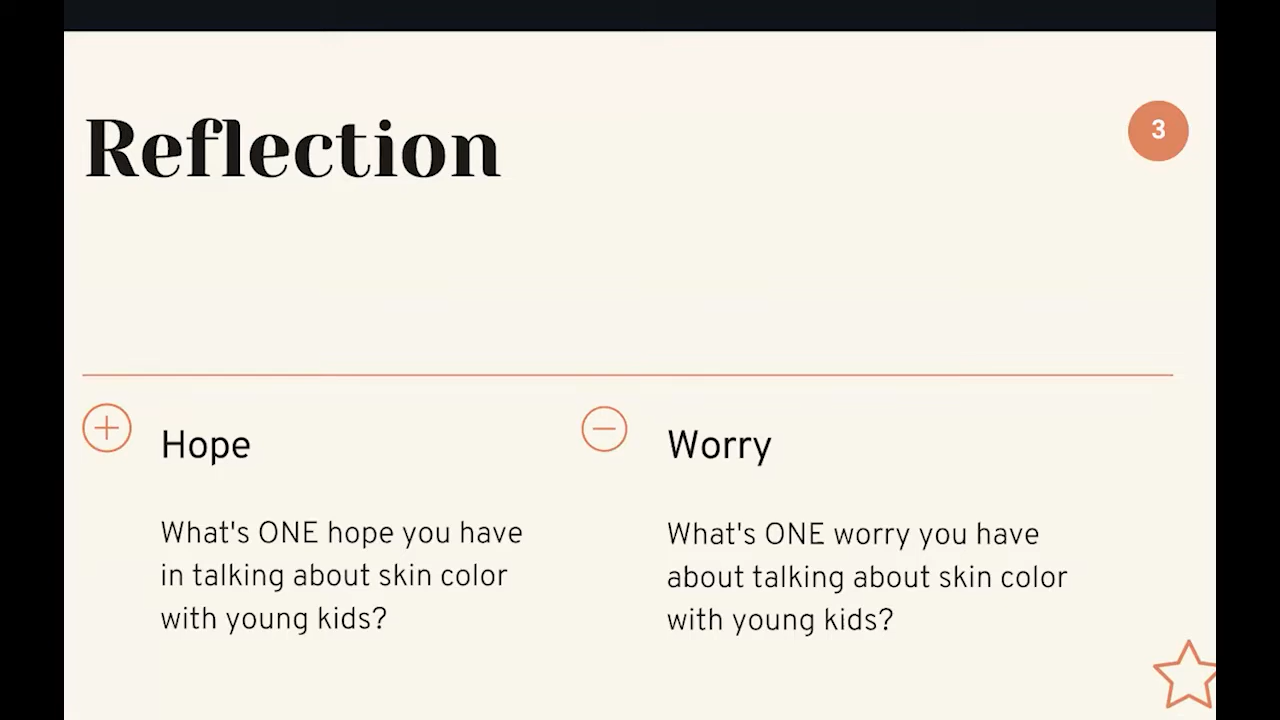 Reflection
3
Hope
What's ONE hope you have
in talking about skin color
with young kids?
Worry
What's ONE worry you have
about talking about skin color
with young kids?